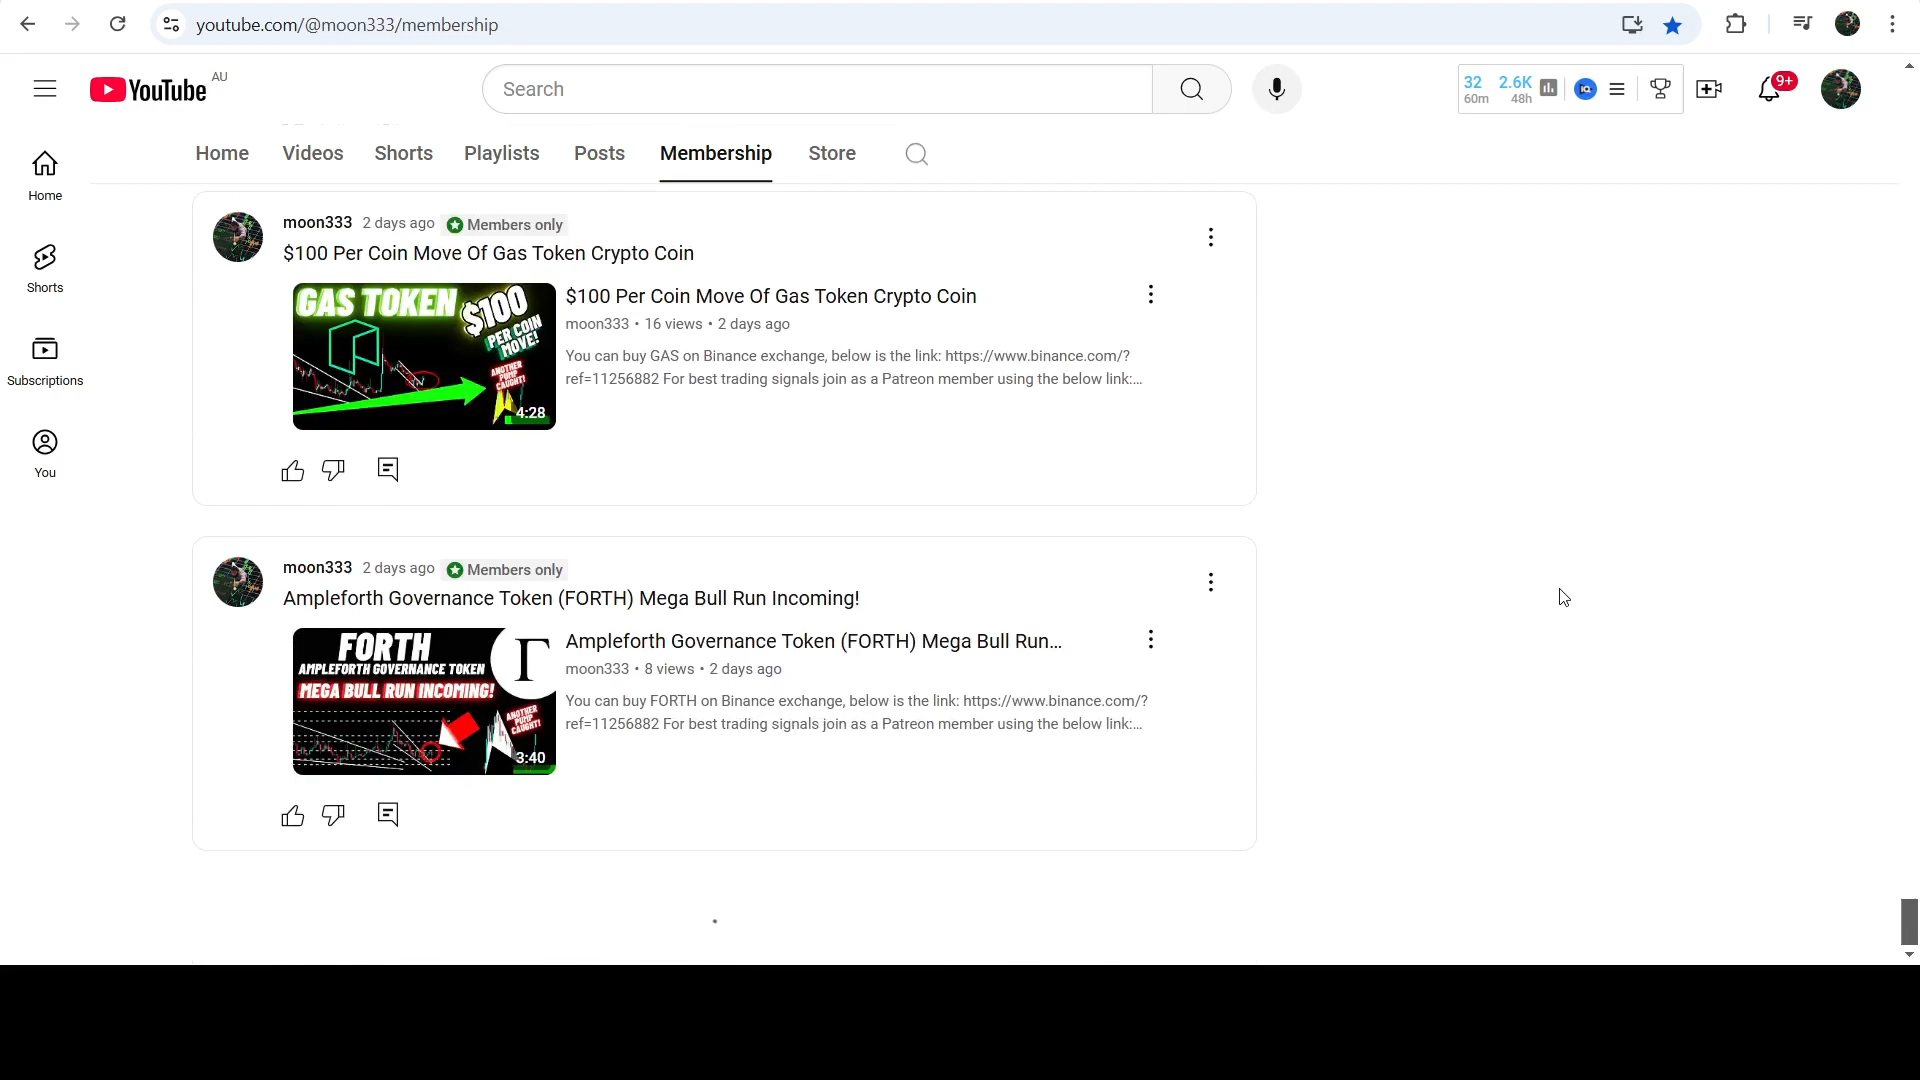 youtube.com/@moon333/membership
YouTube AU
Search
32 2.6K
60m 48h
IQ
9+
Home Videos Shorts Playlists Posts Membership Store
Home
Shorts
Subscriptions
You
moon333 2 days ago Members only
$100 Per Coin Move Of Gas Token Crypto Coin
GAS TOKEN $100
PER COIN
MOVE!
ANOTHER
PUMP
CAUGHT!
4:28
$100 Per Coin Move Of Gas Token Crypto Coin
moon333 • 16 views • 2 days ago
You can buy GAS on Binance exchange, below is the link: https://www.binance.com/?
ref=11256882 For best trading signals join as a Patreon member using the below link:...
moon333 2 days ago Members only
Ampleforth Governance Token (FORTH) Mega Bull Run Incoming!
FORTH
AMPLEFORTH GOVERNANCE TOKEN
MEGA BULL RUN INCOMING!
ANOTHER
PUMP
CAUGHT!
3:40
Ampleforth Governance Token (FORTH) Mega Bull Run...
moon333 • 8 views • 2 days ago
You can buy FORTH on Binance exchange, below is the link: https://www.binance.com/?
ref=11256882 For best trading signals join as a Patreon member using the below link:...